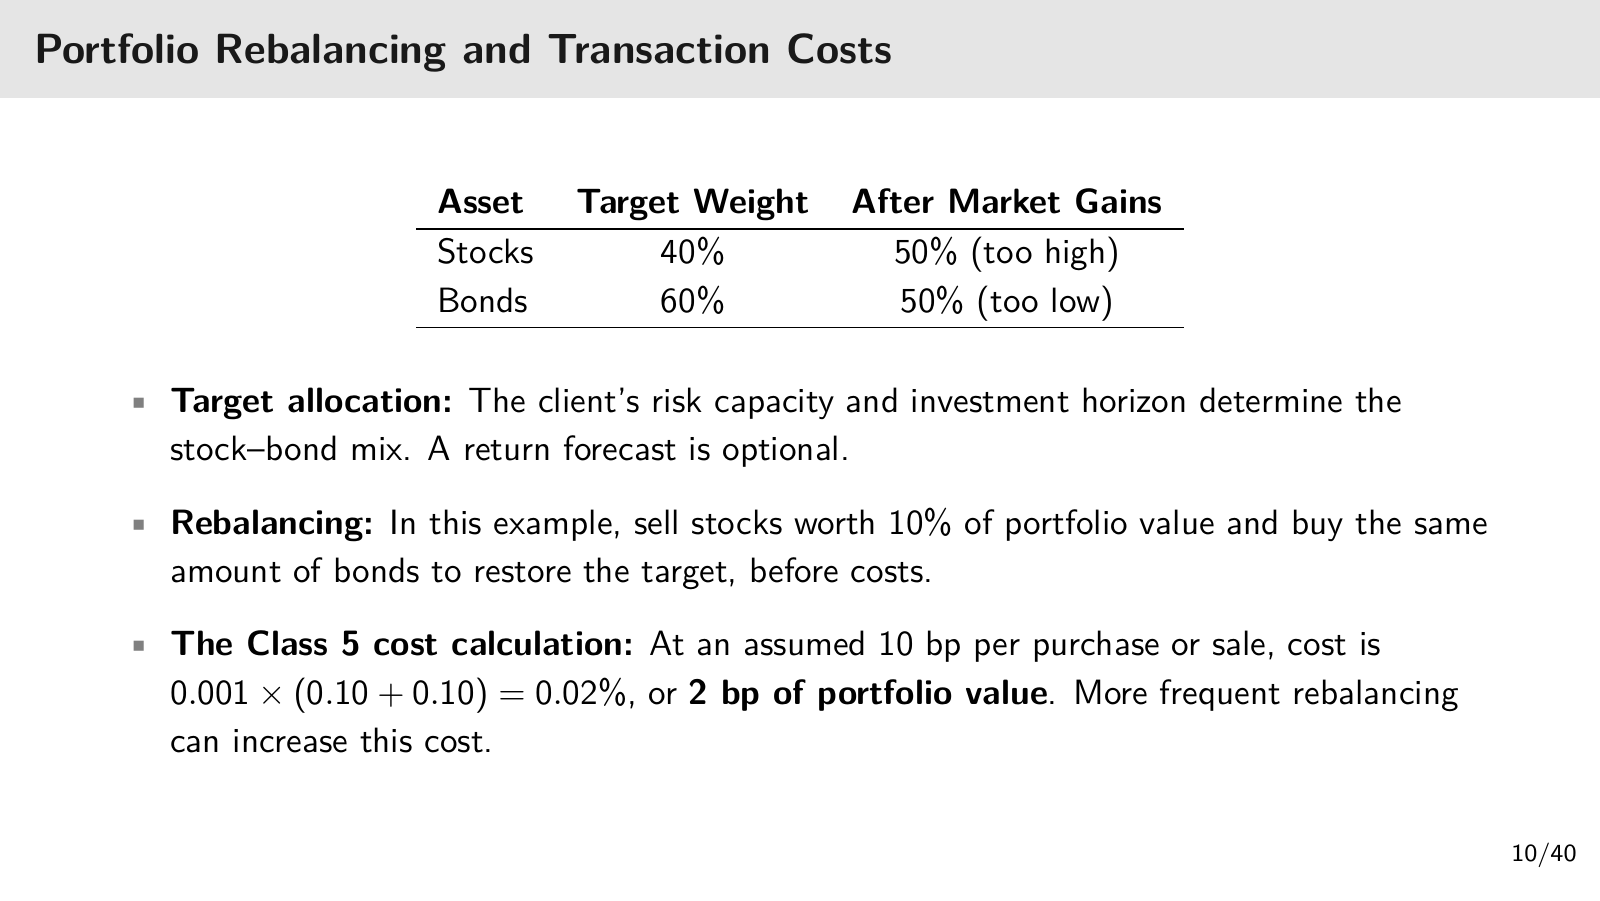 Portfolio Rebalancing and Transaction Costs
Asset Target Weight After Market Gains
Stocks 40% 50% (too high)
Bonds 60% 50% (too low)
▪ Target allocation: The client's risk capacity and investment horizon determine the
stock–bond mix. A return forecast is optional.
▪ Rebalancing: In this example, sell stocks worth 10% of portfolio value and buy the same
amount of bonds to restore the target, before costs.
▪ The Class 5 cost calculation: At an assumed 10 bp per purchase or sale, cost is
0.001 × (0.10 + 0.10) = 0.02%, or 2 bp of portfolio value. More frequent rebalancing
can increase this cost.
10/40